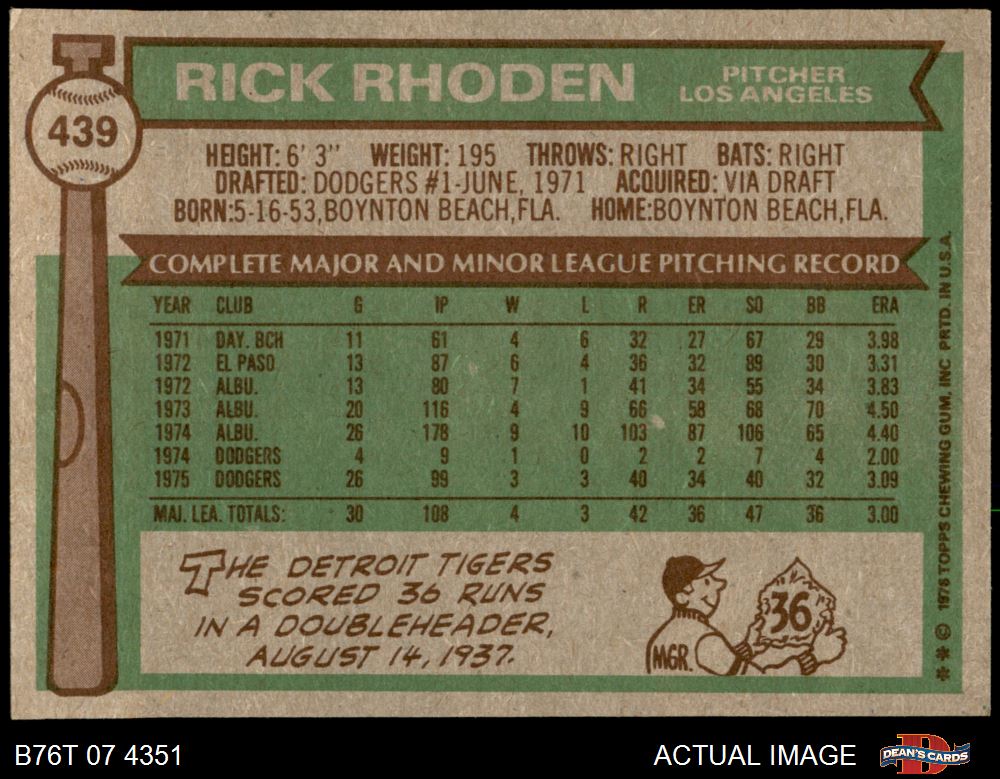 439
RICK RHODEN
PITCHER
LOS ANGELES
HEIGHT: 6' 3" WEIGHT: 195 THROWS: RIGHT BATS: RIGHT
DRAFTED: DODGERS #1-JUNE, 1971 ACQUIRED: VIA DRAFT
BORN:5-16-53,BOYNTON BEACH,FLA. HOME:BOYNTON BEACH,FLA.
COMPLETE MAJOR AND MINOR LEAGUE PITCHING RECORD
YEAR CLUB G IP W L R ER SO BB ERA
1971 DAY. BCH 11 61 4 6 32 27 67 29 3.98
1972 EL PASO 13 87 6 4 36 32 89 30 3.31
1972 ALBU. 13 80 7 1 41 34 55 34 3.83
1973 ALBU. 20 116 4 9 66 58 68 70 4.50
1974 ALBU. 26 178 9 10 103 87 106 65 4.40
1974 DODGERS 4 9 1 0 2 2 7 4 2.00
1975 DODGERS 26 99 3 3 40 34 40 32 3.09
MAJ. LEA. TOTALS: 30 108 4 3 42 36 47 36 3.00
THE DETROIT TIGERS
SCORED 36 RUNS
IN A DOUBLEHEADER,
AUGUST 14, 1937.
MGR.
36
* * © 1976 TOPPS CHEWING GUM, INC PRTD. IN U.S.A.
B76T 07 4351
ACTUAL IMAGE
DEAN'S CARDS